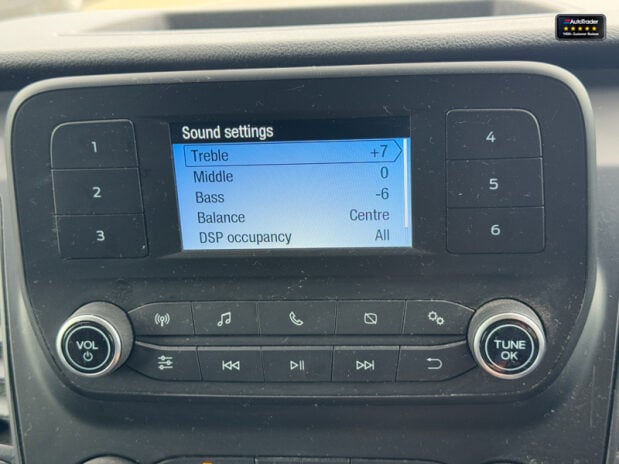 AutoTrader
Sound settings
Treble +7
Middle 0
Bass -6
Balance Centre
DSP occupancy All
1
2
3
4
5
6
VOL
TUNE
OK